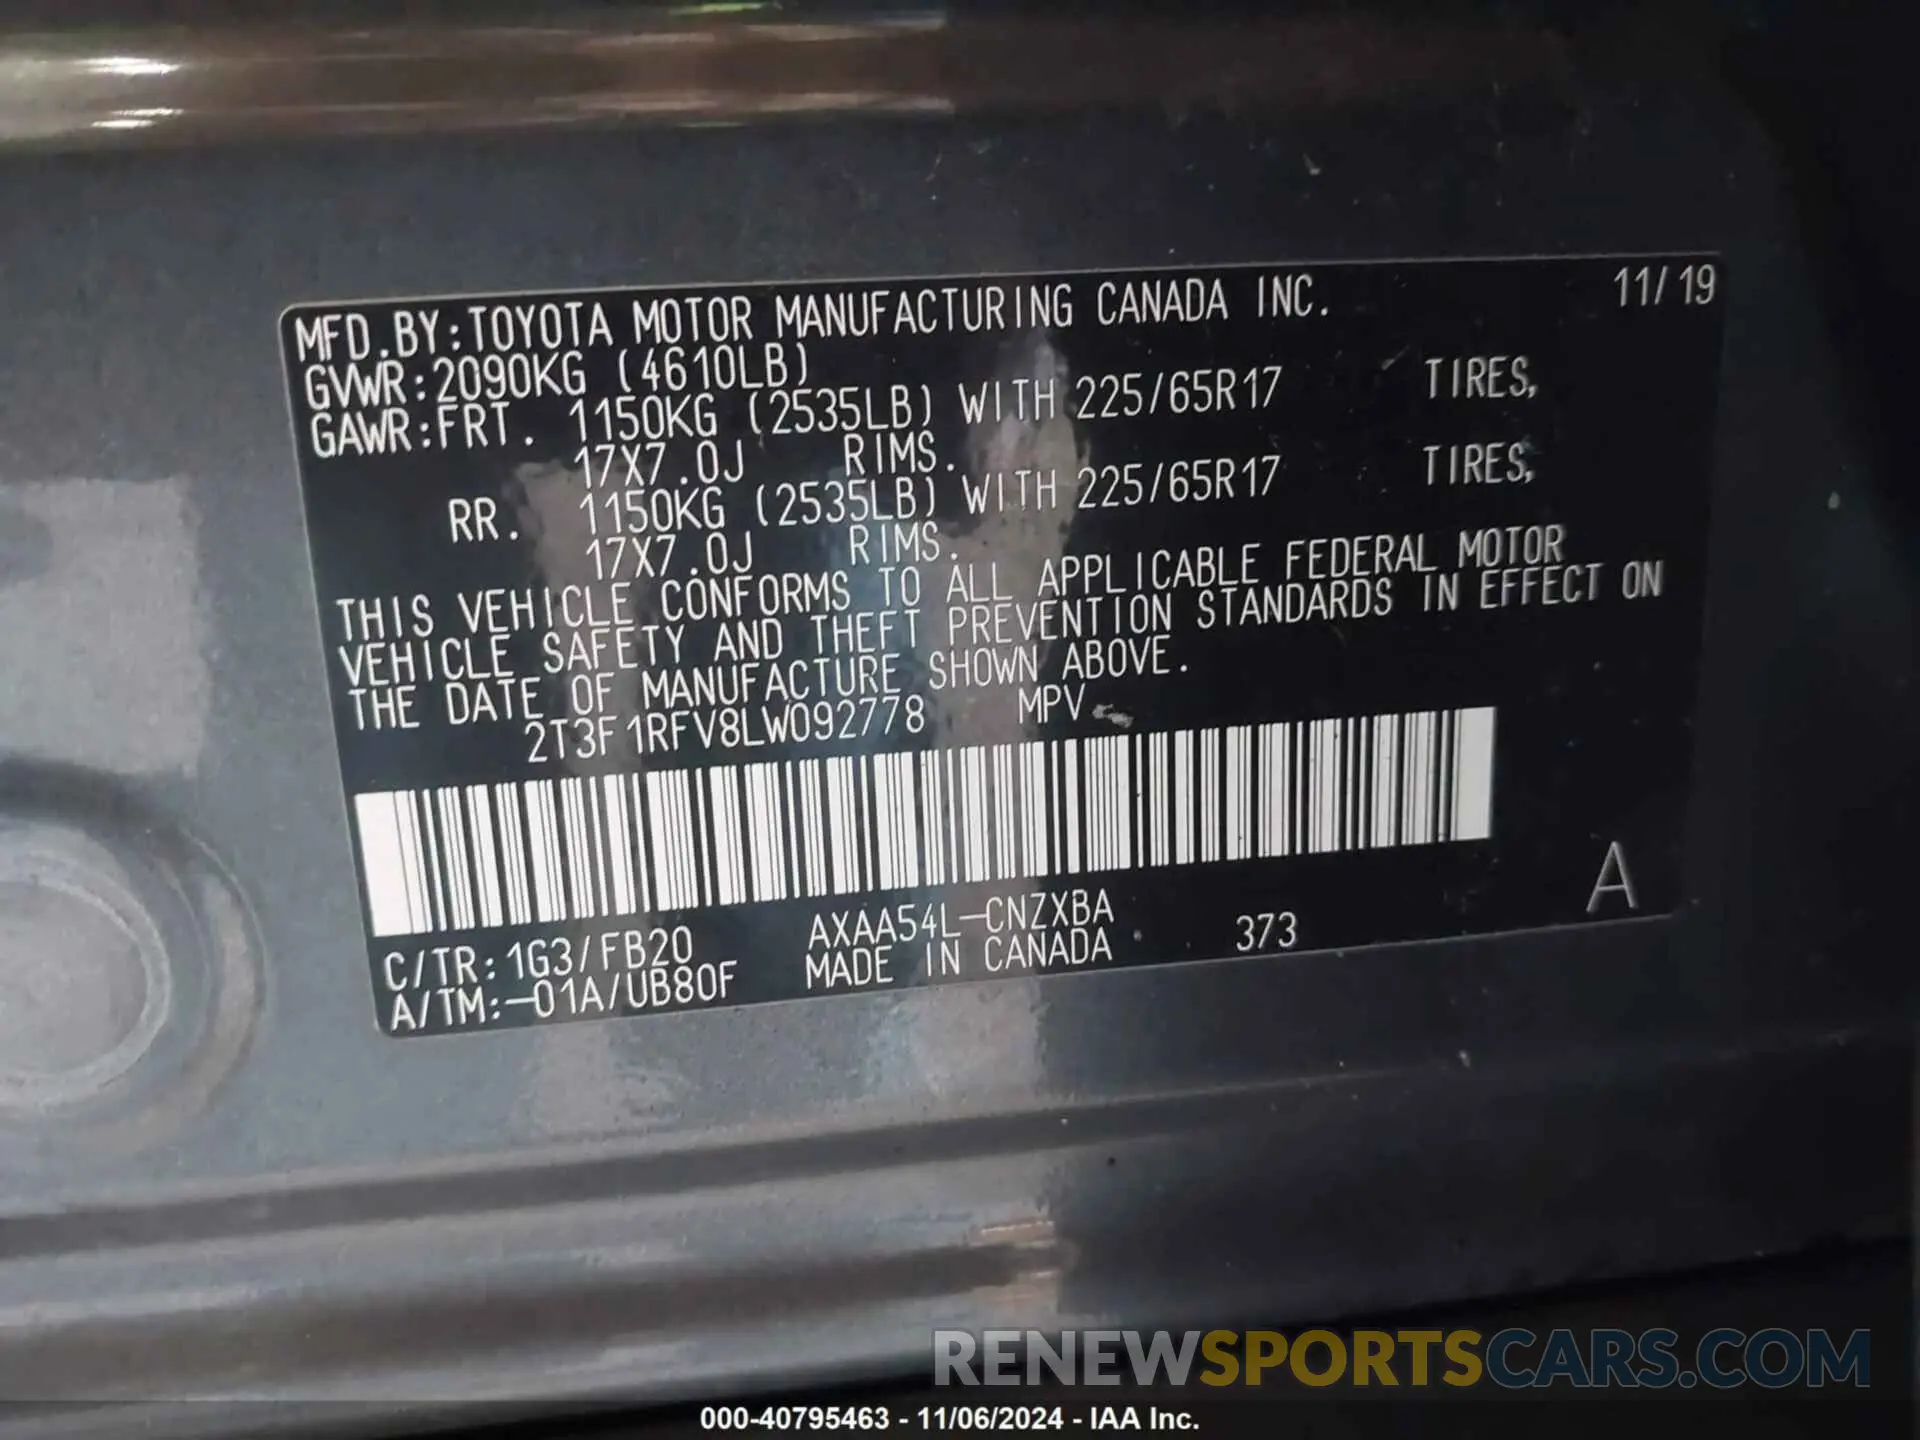 MFD.BY:TOYOTA MOTOR MANUFACTURING CANADA INC. 11/19
GVWR:2090KG (4610LB)
GAWR:FRT. 1150KG (2535LB) WITH 225/65R17 TIRES,
17X7.0J RIMS.
RR. 1150KG (2535LB) WITH 225/65R17 TIRES,
17X7.0J RIMS.
THIS VEHICLE CONFORMS TO ALL APPLICABLE FEDERAL MOTOR
VEHICLE SAFETY AND THEFT PREVENTION STANDARDS IN EFFECT ON
THE DATE OF MANUFACTURE SHOWN ABOVE.
2T3F1RFV8LW092778 MPV
C/TR:1G3/FB20 AXAA54L-CNZXBA 373 A
A/TM:-01A/UB80F MADE IN CANADA
RENEWSPORTSCARS.COM
000-40795463 - 11/06/2024 - IAA Inc.